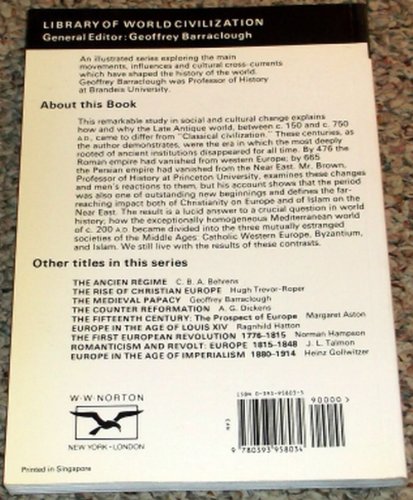 LIBRARY OF WORLD CIVILIZATION
General Editor: Geoffrey Barraclough
An illustrated series exploring the main
movements, influences and cultural cross-currents
which have shaped the history of the world.
Geoffrey Barraclough was Professor of History
at Brandeis University.
About this Book
This remarkable study in social and cultural change explains
how and why the Late Antique world, between c. 150 and c. 750
A.D., came to differ from "Classical civilization." These centuries, as
the author demonstrates, were the era in which the most deeply
rooted of ancient institutions disappeared for all time. By 476 the
Roman empire had vanished from western Europe; by 665
the Persian empire had vanished from the Near East. Mr. Brown,
Professor of History at Princeton University, examines these changes
and men's reactions to them, but his account shows that the period
was also one of outstanding new beginnings and defines the far-
reaching impact both of Christianity on Europe and of Islam on the
Near East. The result is a lucid answer to a crucial question in world
history; how the exceptionally homogeneous Mediterranean world
of c. 200 A.D. became divided into the three mutually estranged
societies of the Middle Ages: Catholic Western Europe, Byzantium,
and Islam. We still live with the results of these contrasts.
Other titles in this series
THE ANCIEN RÉGIME C. B. A. Behrens
THE RISE OF CHRISTIAN EUROPE Hugh Trevor-Roper
THE MEDIEVAL PAPACY Geoffrey Barraclough
THE COUNTER REFORMATION A. G. Dickens
THE FIFTEENTH CENTURY: The Prospect of Europe Margaret Aston
EUROPE IN THE AGE OF LOUIS XIV Ragnhild Hatton
THE FIRST EUROPEAN REVOLUTION 1776-1815 Norman Hampson
ROMANTICISM AND REVOLT: EUROPE 1815-1848 J. L. Talmon
EUROPE IN THE AGE OF IMPERIALISM 1880-1914 Heinz Gollwitzer
W·W·NORTON
NEW YORK · LONDON
ISBN 0-393-95803-5
90000>
9 780393 958034
Printed in Singapore